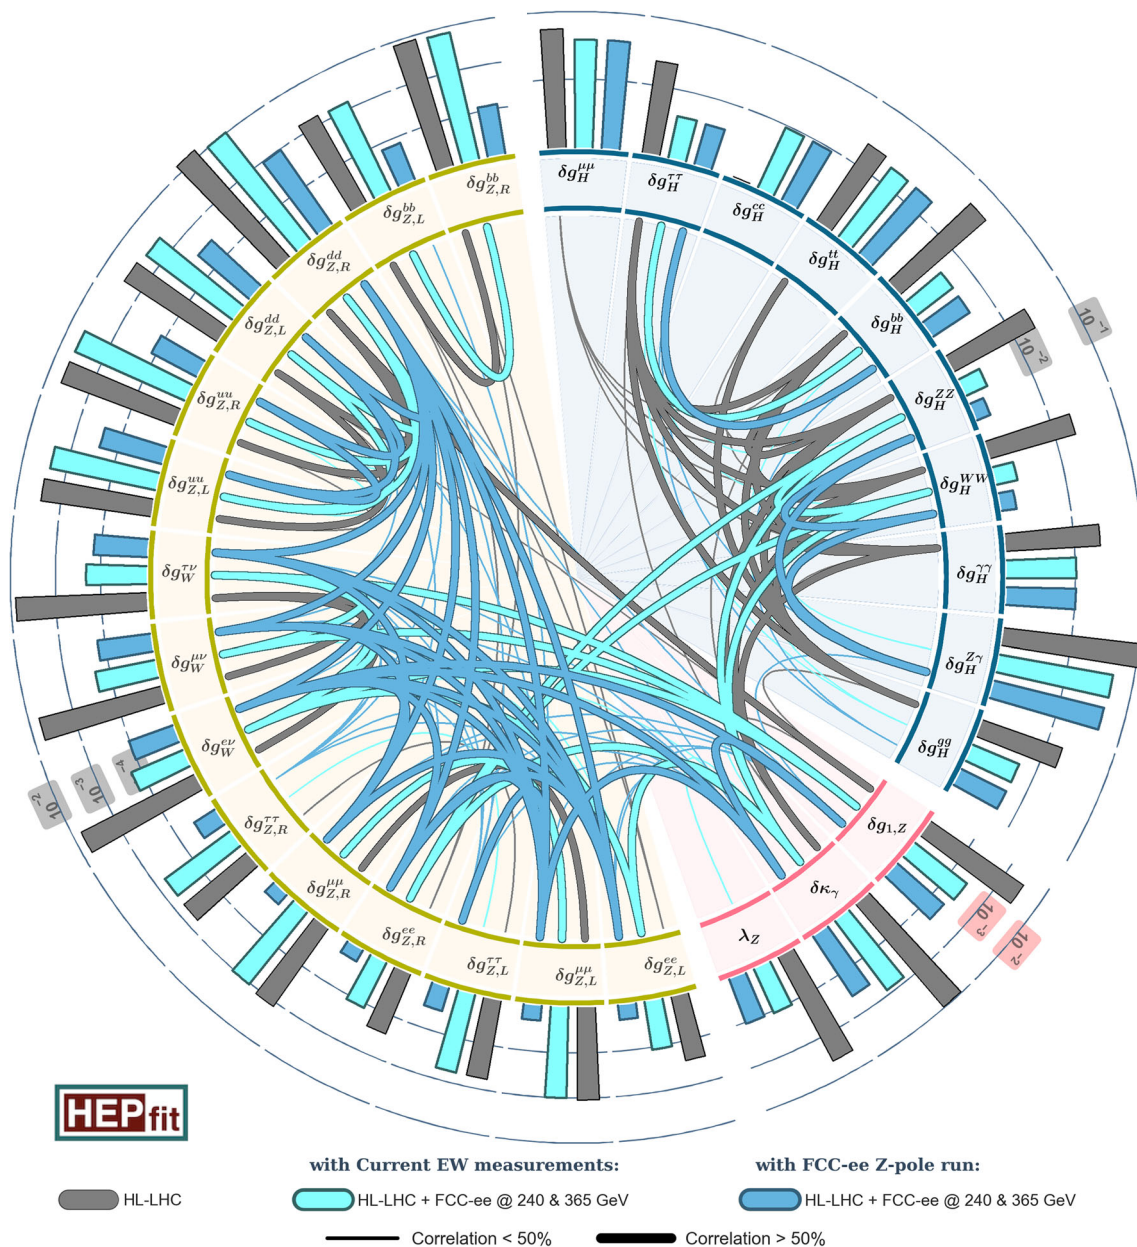 δg_H^{μμ}
δg_H^{ττ}
δg_H^{cc}
δg_H^{tt}
δg_H^{bb}
δg_H^{ZZ}
δg_H^{WW}
δg_H^{γγ}
δg_H^{Zγ}
δg_H^{gg}
10^{-2}
10^{-1}
δg_{1,Z}
δκ_γ
λ_Z
10^{-3}
10^{-2}
δg_{Z,L}^{ee}
δg_{Z,L}^{μμ}
δg_{Z,L}^{ττ}
δg_{Z,R}^{ee}
δg_{Z,R}^{μμ}
δg_{Z,R}^{ττ}
δg_W^{eν}
δg_W^{μν}
δg_W^{τν}
δg_{Z,L}^{uu}
δg_{Z,R}^{uu}
δg_{Z,L}^{dd}
δg_{Z,R}^{dd}
δg_{Z,L}^{bb}
δg_{Z,R}^{bb}
10^{-2}
10^{-3}
-4
HEPfit
with Current EW measurements:
with FCC-ee Z-pole run:
HL-LHC
HL-LHC + FCC-ee @ 240 & 365 GeV
HL-LHC + FCC-ee @ 240 & 365 GeV
Correlation < 50%
Correlation > 50%